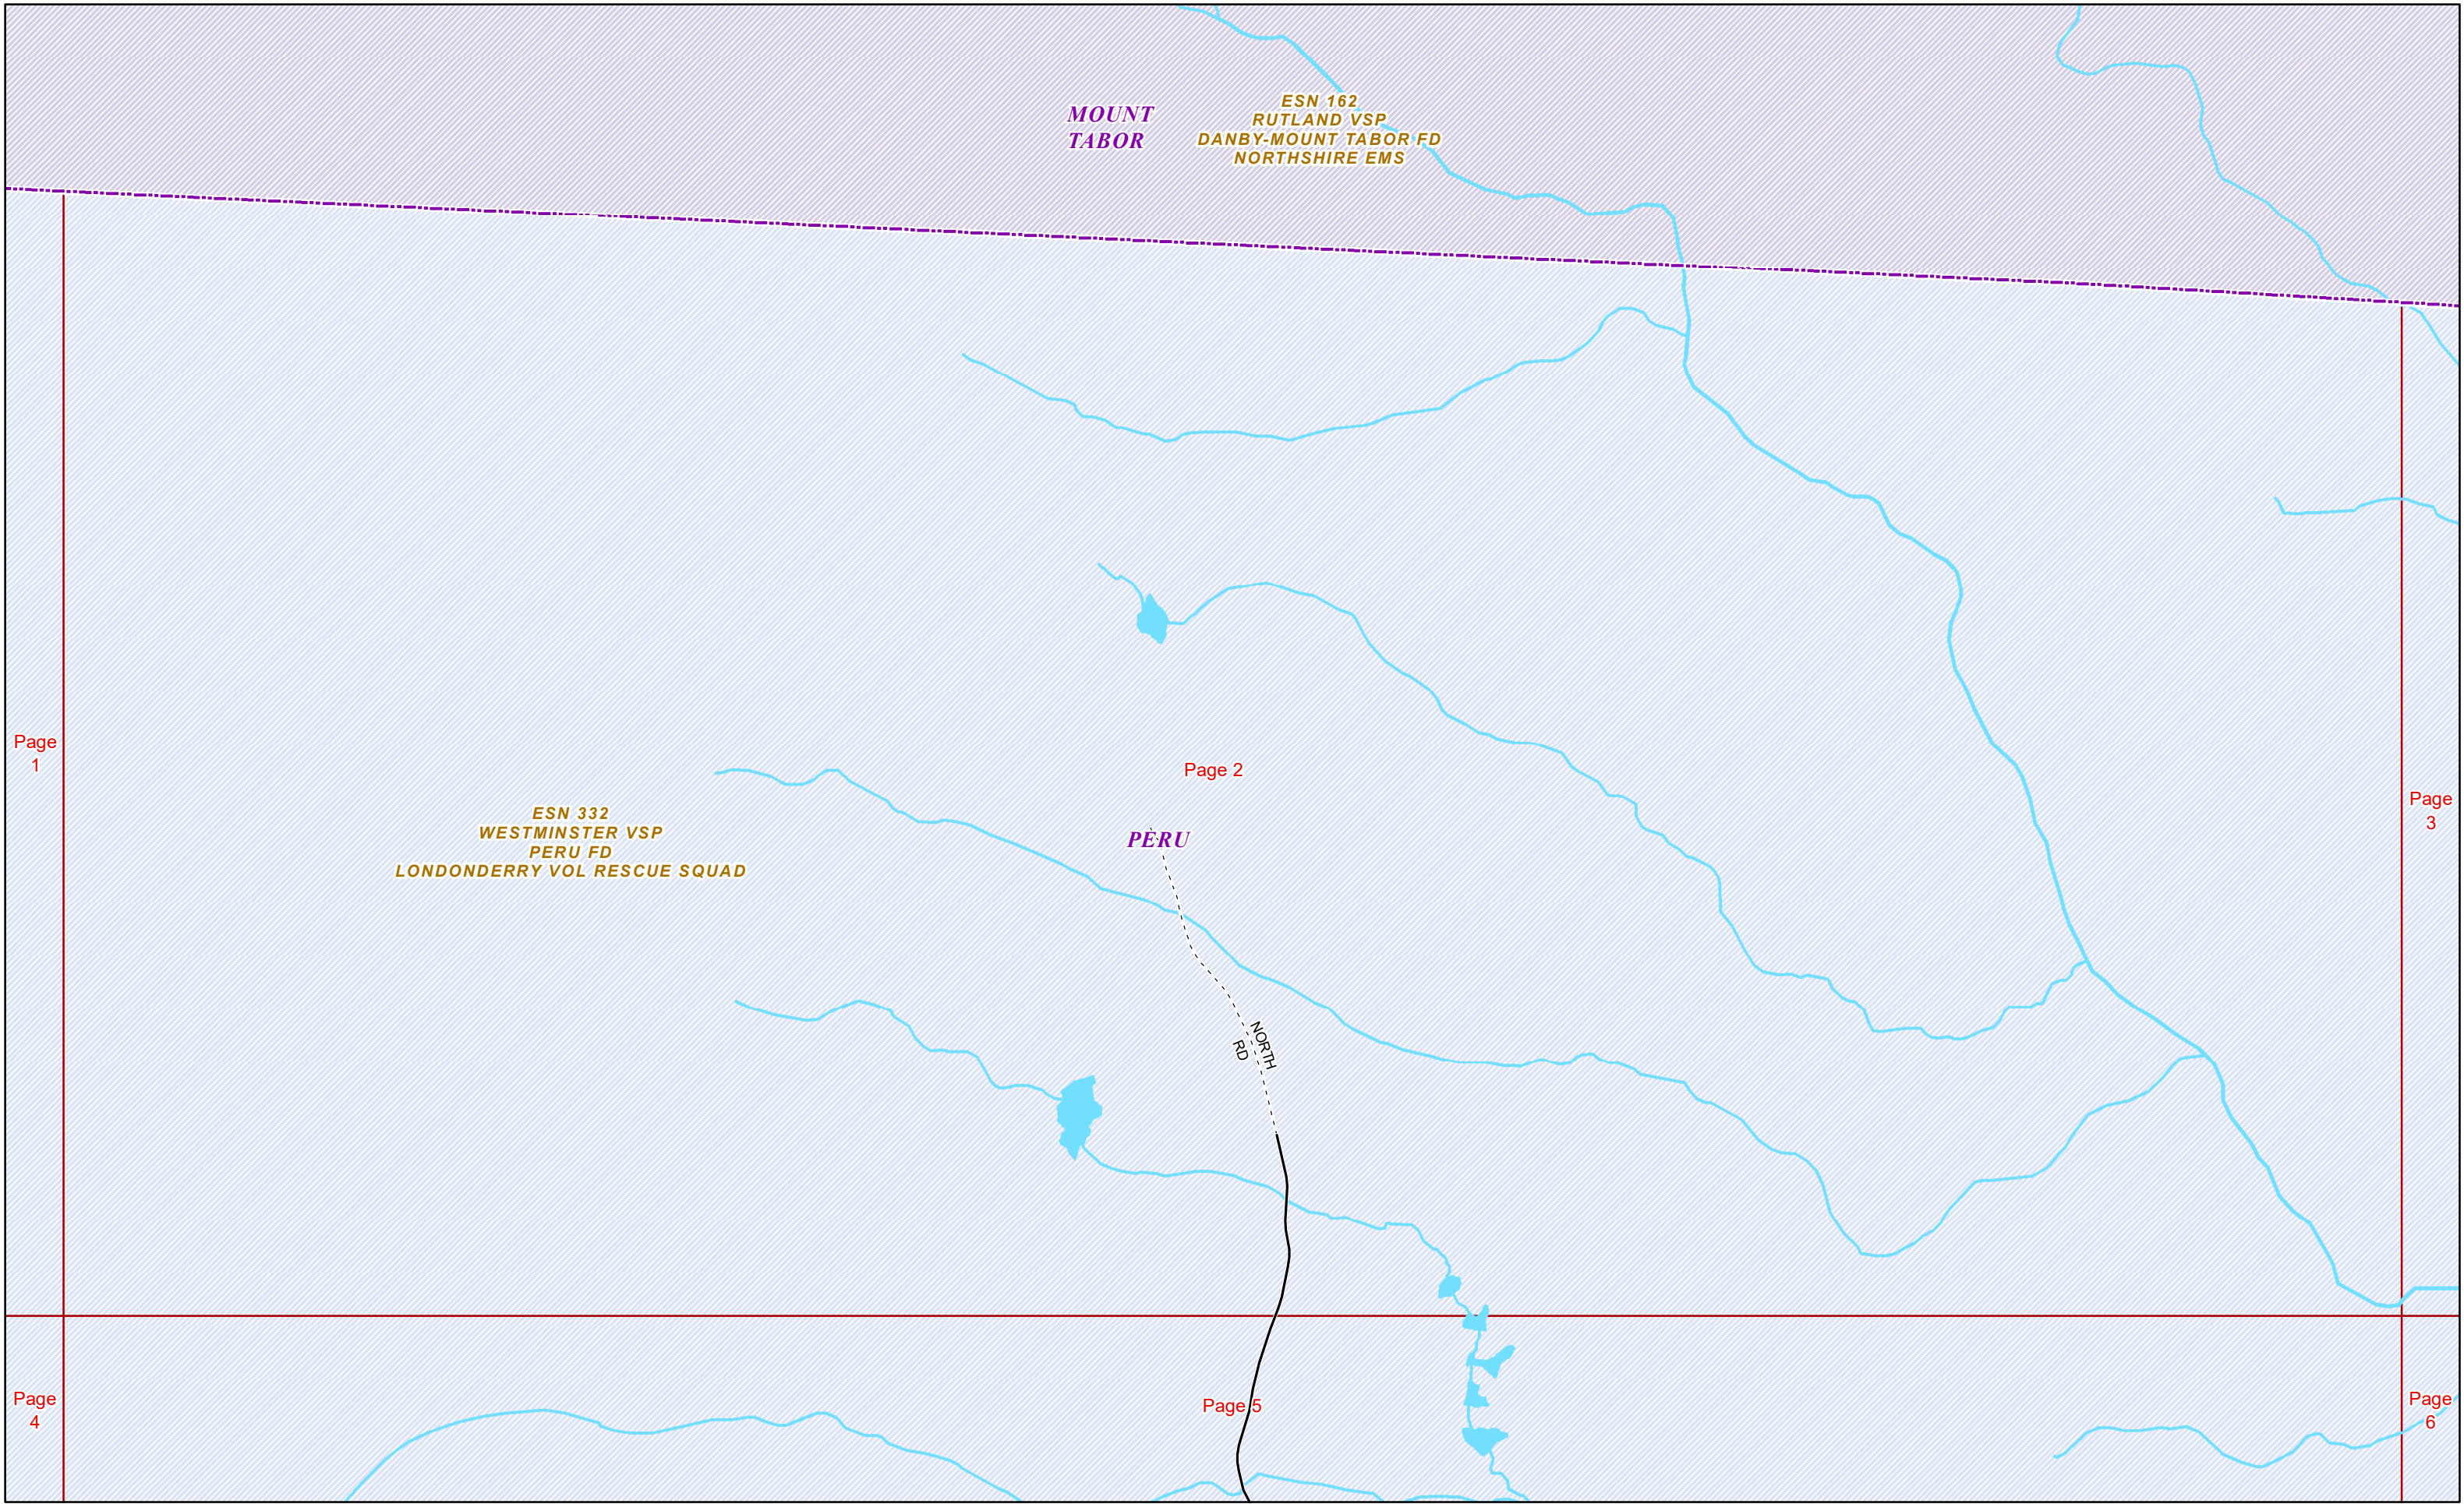 MOUNT
TABOR
ESN 162
RUTLAND VSP
DANBY-MOUNT TABOR FD
NORTHSHIRE EMS
Page
1
Page 2
Page
3
ESN 332
WESTMINSTER VSP
PERU FD
LONDONDERRY VOL RESCUE SQUAD
PERU
NORTH
RD
Page
4
Page 5
Page
6